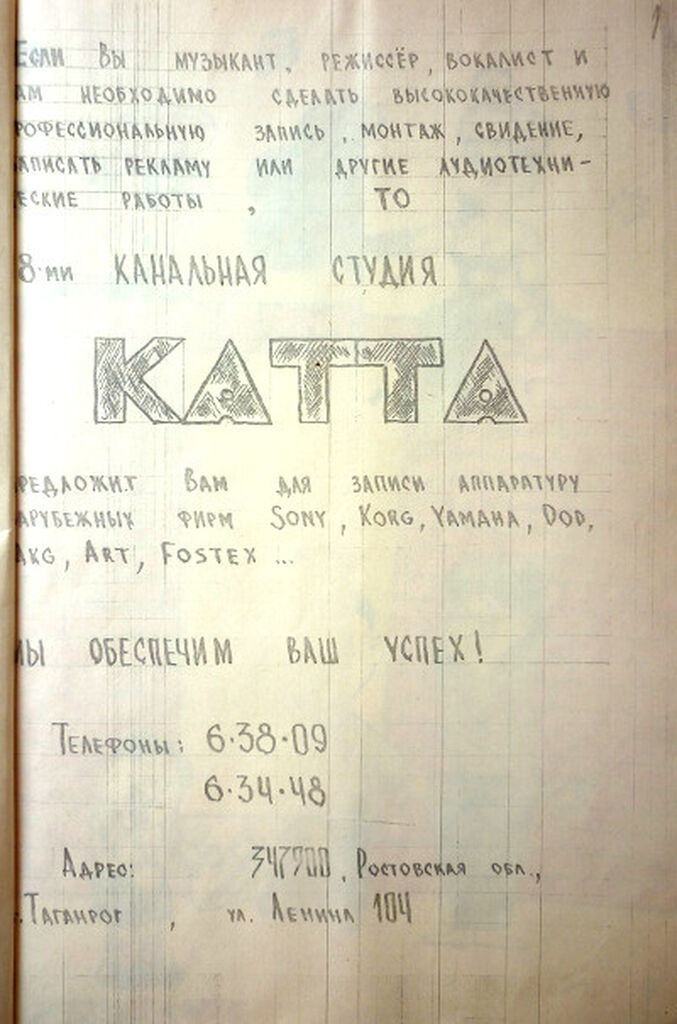 Если Вы музыкант, режиссёр, вокалист и
ам необходимо сделать высококачественную
рофессиональную запись, монтаж, свидение,
аписать рекламу или другие аудиотехни-
еские работы, то
8-ми канальная студия
КАТТА
редложит Вам для записи аппаратуру
арубежных фирм Sony, Korg, Yamaha, Dod,
AKG, Art, Fostex ...
мы обеспечим Ваш успех!
Телефоны: 6·38·09
6·34·48
Адрес: 347900, Ростовская обл.,
.Таганрог, ул. Ленина 104